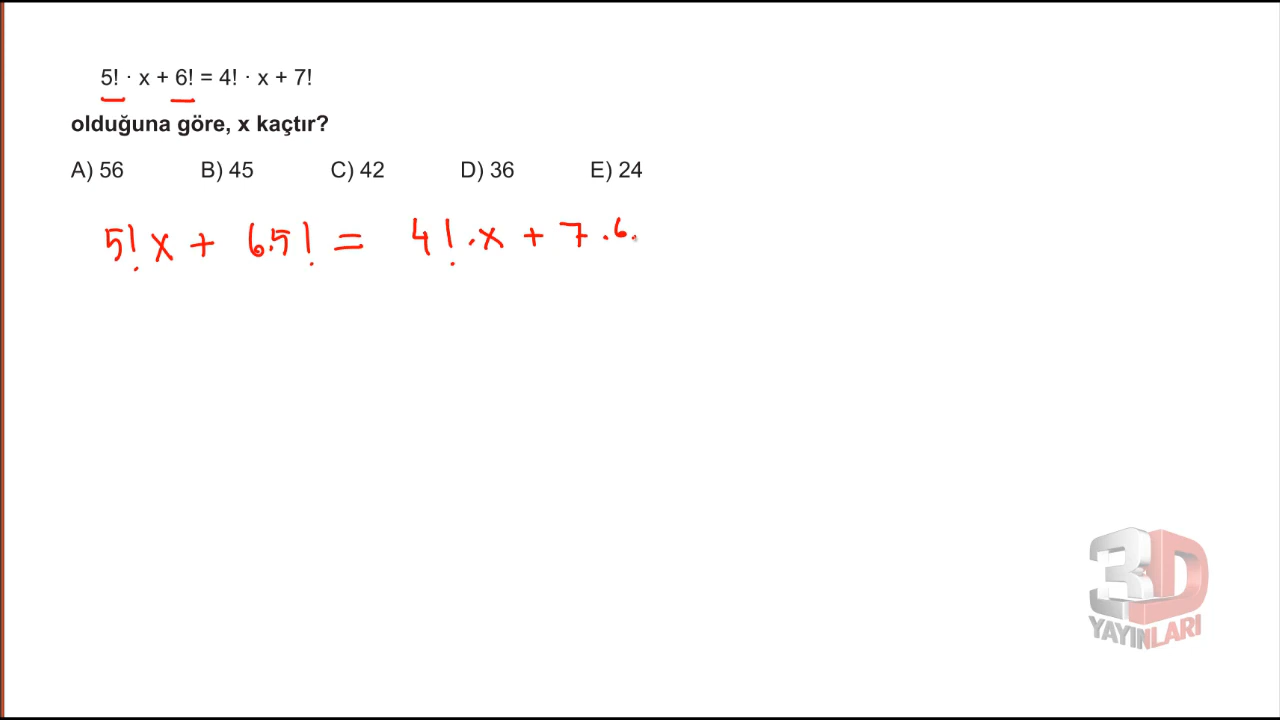 5! · x + 6! = 4! · x + 7!
olduğuna göre, x kaçtır?
A) 56 B) 45 C) 42 D) 36 E) 24
5! x + 6.5! = 4! . x + 7 . 6.
3D
YAYINLARI